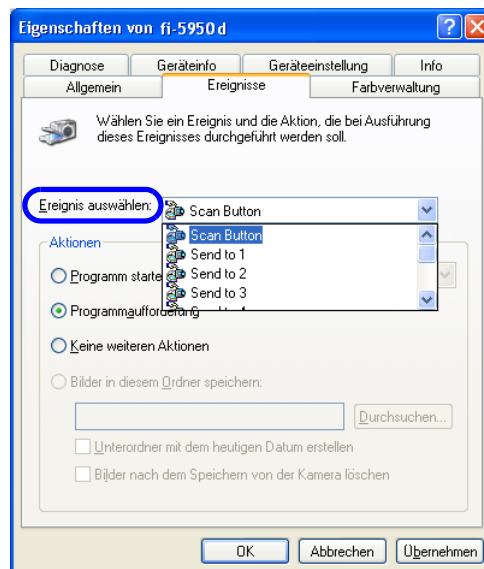 Eigenschaften von fi-5950d
Diagnose Geräteinfo Geräteeinstellung Info
Allgemein Ereignisse Farbverwaltung
Wählen Sie ein Ereignis und die Aktion, die bei Ausführung
dieses Ereignisses durchgeführt werden soll.
Ereignis auswählen: Scan Button
Scan Button
Send to 1
Send to 2
Send to 3
Aktionen
Programm starte
Programmaufforderung
Keine weiteren Aktionen
Bilder in diesem Ordner speichern:
Durchsuchen...
Unterordner mit dem heutigen Datum erstellen
Bilder nach dem Speichern von der Kamera löschen
OK Abbrechen Übernehmen